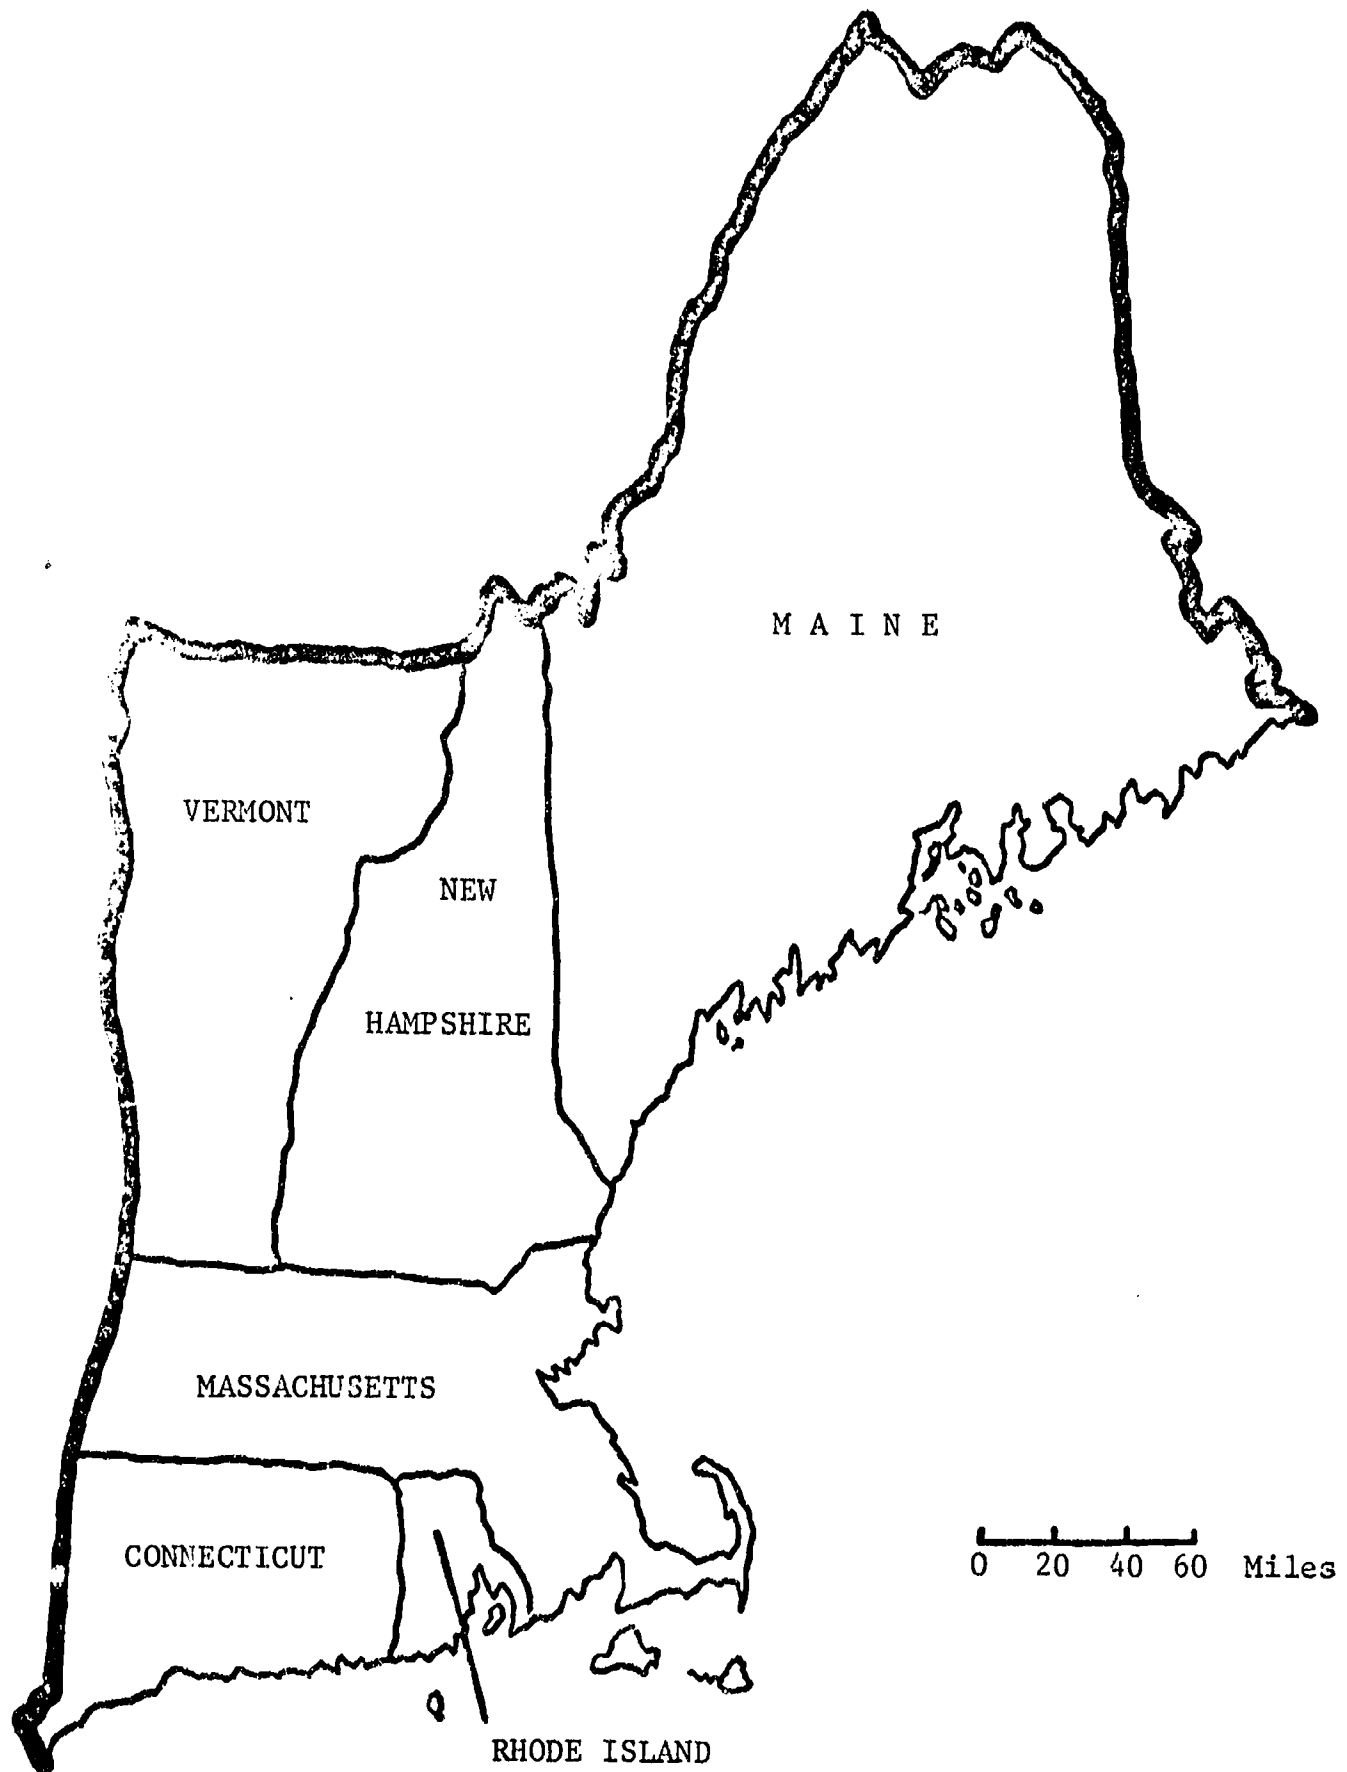 M A I N E
VERMONT
NEW
HAMPSHIRE
MASSACHUSETTS
CONNECTICUT
0 20 40 60 Miles
RHODE ISLAND